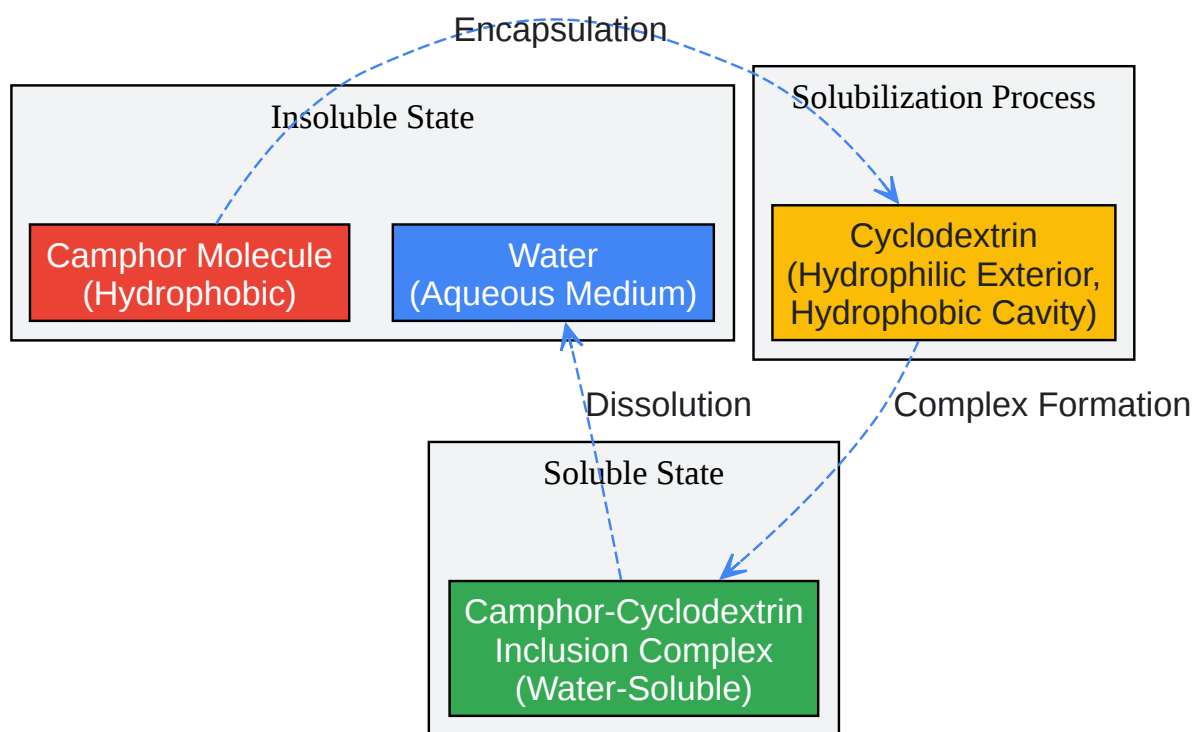 Encapsulation
Insoluble State
Solubilization Process
Camphor Molecule
(Hydrophobic)
Water
(Aqueous Medium)
Cyclodextrin
(Hydrophilic Exterior,
Hydrophobic Cavity)
Dissolution
Complex Formation
Soluble State
Camphor-Cyclodextrin
Inclusion Complex
(Water-Soluble)